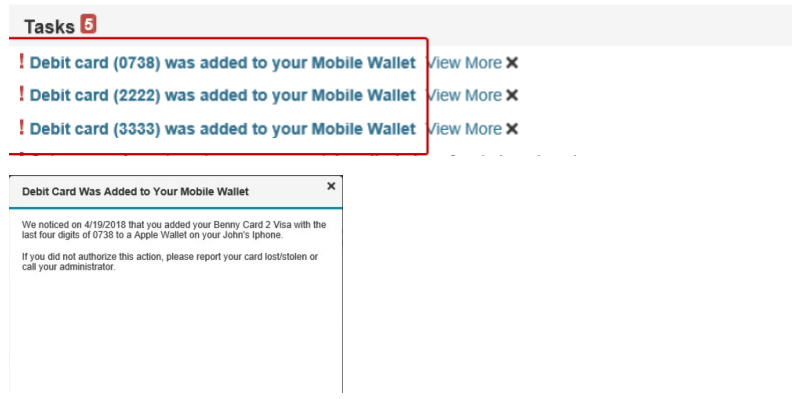 Tasks 5
! Debit card (0738) was added to your Mobile Wallet View More ✖
! Debit card (2222) was added to your Mobile Wallet View More ✖
! Debit card (3333) was added to your Mobile Wallet View More ✖
Debit Card Was Added to Your Mobile Wallet ✕
We noticed on 4/19/2018 that you added your Benny Card 2 Visa with the
last four digits of 0738 to a Apple Wallet on your John's Iphone.
If you did not authorize this action, please report your card lost/stolen or
call your administrator.